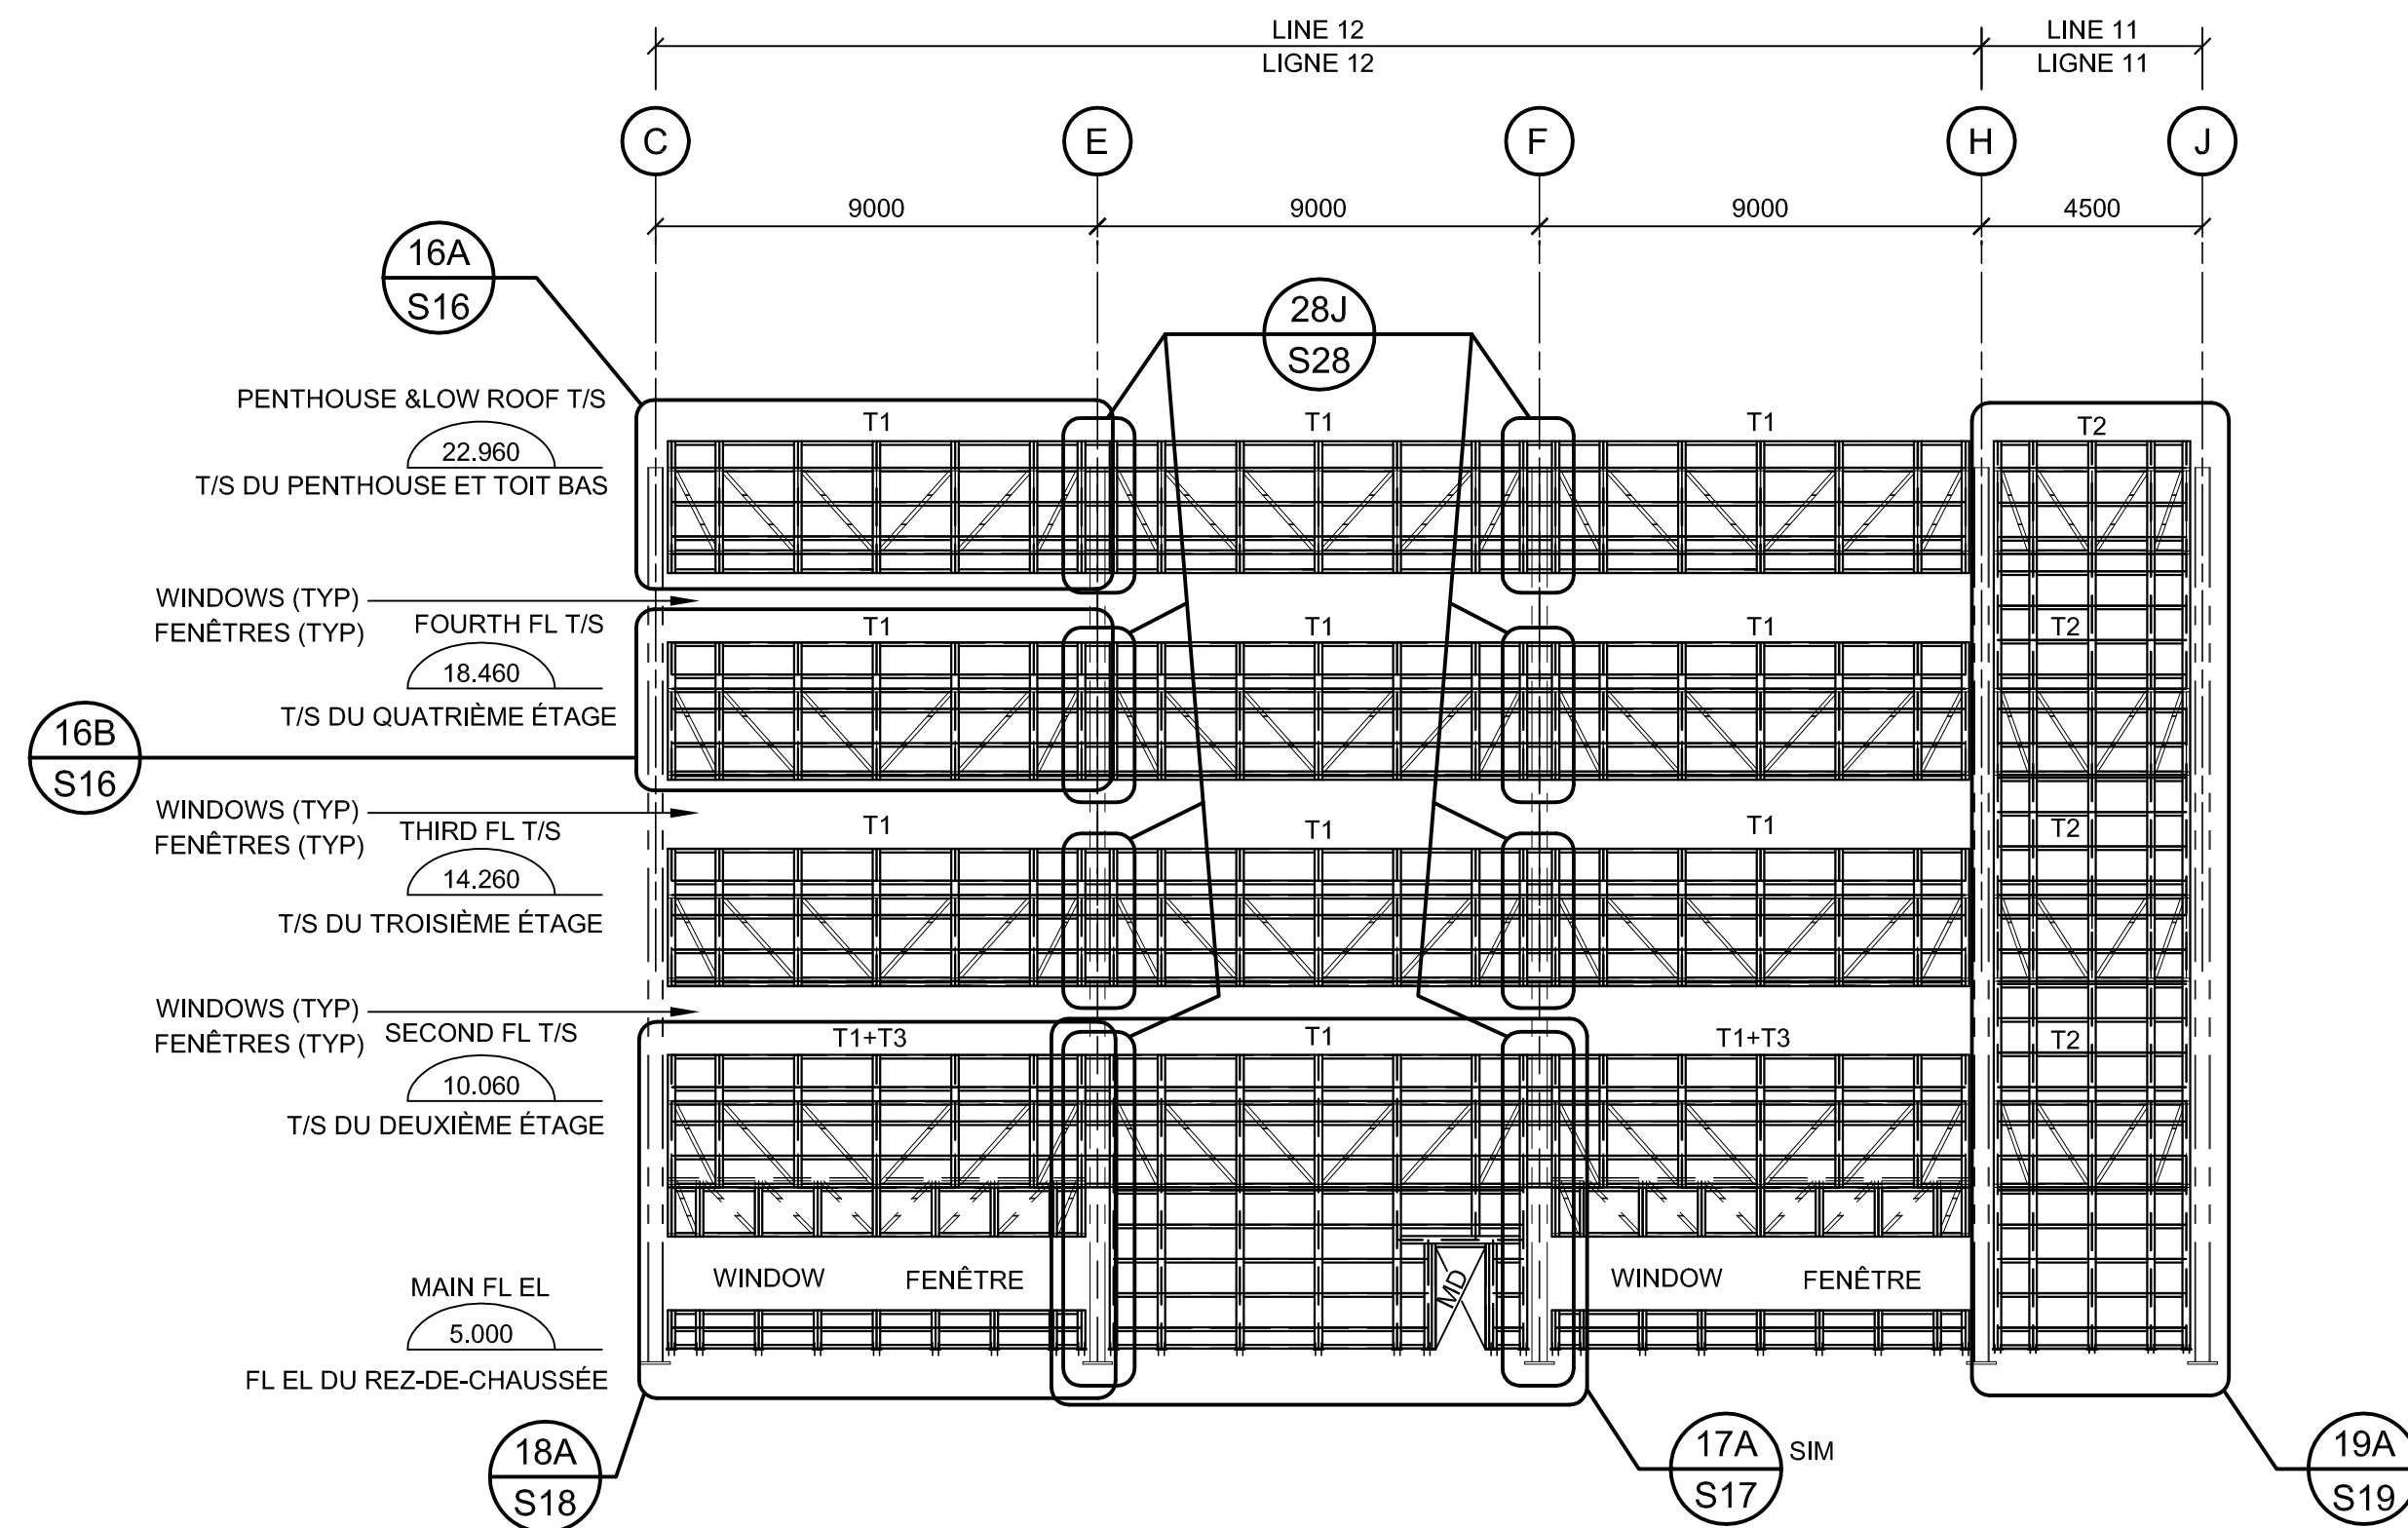 LINE 12
LIGNE 12
LINE 11
LIGNE 11
C
E
F
H
J
9000
9000
9000
4500
16A
S16
28J
S28
PENTHOUSE &LOW ROOF T/S
22.960
T/S DU PENTHOUSE ET TOIT BAS
T1
T1
T1
T2
WINDOWS (TYP)
FENÊTRES (TYP)
FOURTH FL T/S
18.460
T/S DU QUATRIÈME ÉTAGE
T1
T1
T1
T2
16B
S16
WINDOWS (TYP)
FENÊTRES (TYP)
THIRD FL T/S
14.260
T/S DU TROISIÈME ÉTAGE
T1
T1
T1
T2
WINDOWS (TYP)
FENÊTRES (TYP)
SECOND FL T/S
10.060
T/S DU DEUXIÈME ÉTAGE
T1+T3
T1
T1+T3
T2
WINDOW
FENÊTRE
MD
WINDOW
FENÊTRE
MAIN FL EL
5.000
FL EL DU REZ-DE-CHAUSSÉE
18A
S18
17A
S17
SIM
19A
S19